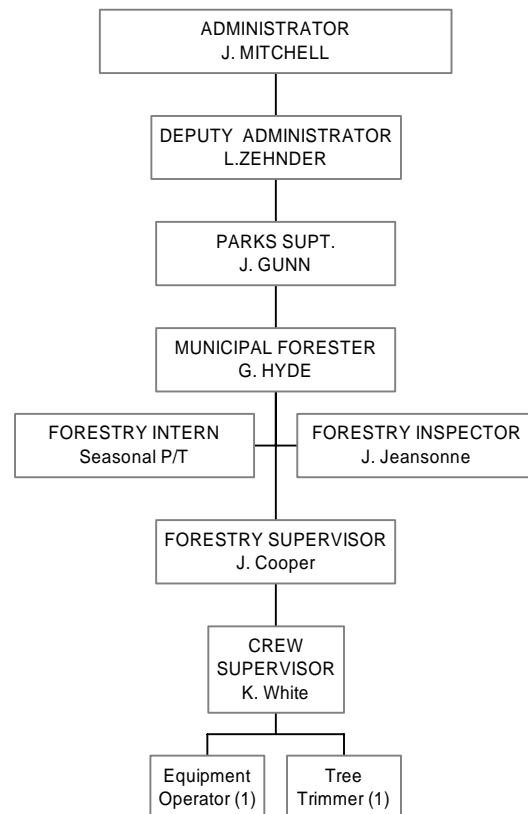 ADMINISTRATOR
J. MITCHELL
DEPUTY ADMINISTRATOR
L.ZEHNDER
PARKS SUPT.
J. GUNN
MUNICIPAL FORESTER
G. HYDE
FORESTRY INTERN
Seasonal P/T
FORESTRY INSPECTOR
J. Jeansonne
FORESTRY SUPERVISOR
J. Cooper
CREW
SUPERVISOR
K. White
Equipment
Operator (1)
Tree
Trimmer (1)